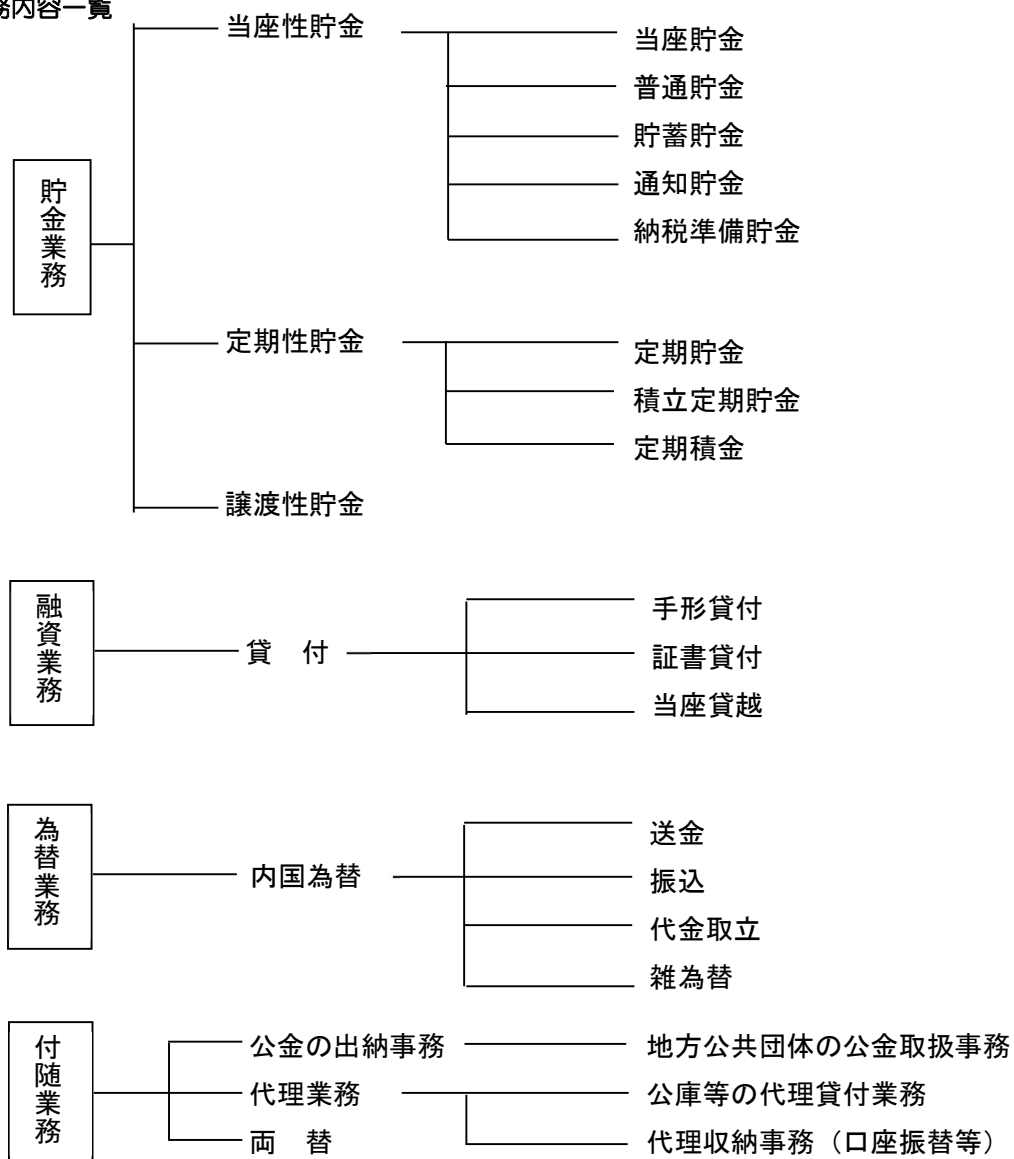 務内容一覧
貯金業務
当座性貯金
当座貯金
普通貯金
貯蓄貯金
通知貯金
納税準備貯金
定期性貯金
定期貯金
積立定期貯金
定期積金
譲渡性貯金
融資業務
貸　付
手形貸付
証書貸付
当座貸越
為替業務
内国為替
送金
振込
代金取立
雑為替
付随業務
公金の出納事務
地方公共団体の公金取扱事務
代理業務
公庫等の代理貸付業務
代理収納事務（口座振替等）
両　替